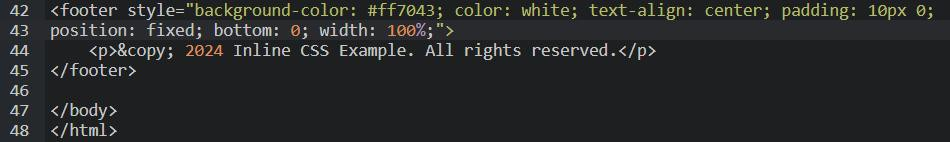 42 <footer style="background-color: #ff7043; color: white; text-align: center; padding: 10px 0;
43 position: fixed; bottom: 0; width: 100%;">
44     <p>&copy; 2024 Inline CSS Example. All rights reserved.</p>
45 </footer>
46
47 </body>
48 </html>